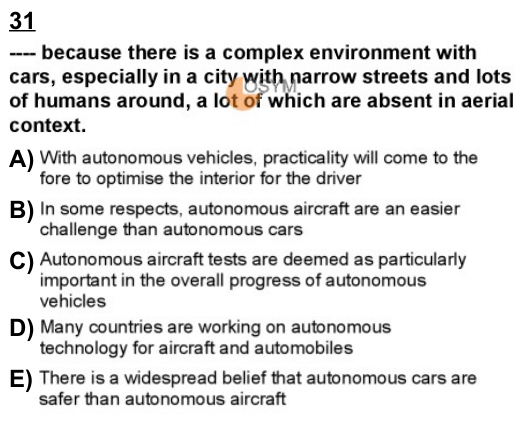 31
---- because there is a complex environment with
cars, especially in a city with narrow streets and lots
of humans around, a lot of which are absent in aerial
context.
A) With autonomous vehicles, practicality will come to the
fore to optimise the interior for the driver
B) In some respects, autonomous aircraft are an easier
challenge than autonomous cars
C) Autonomous aircraft tests are deemed as particularly
important in the overall progress of autonomous
vehicles
D) Many countries are working on autonomous
technology for aircraft and automobiles
E) There is a widespread belief that autonomous cars are
safer than autonomous aircraft
ÖSYM